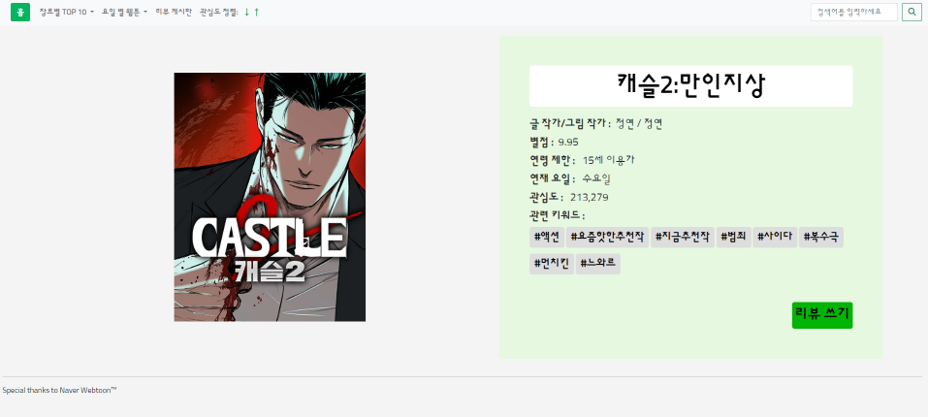 홈 장르별 TOP 10 요일 별 웹툰 리뷰 게시판 관심도 정렬: ↓ ↑ 검색어를 입력하세요
CASTLE
캐슬2
캐슬2:만인지상
글 작가/그림 작가 : 정연 / 정연
별점 : 9.95
연령 제한 : 15세 이용가
연재 요일 : 수요일
관심도 : 213,279
관련 키워드 :
#액션 #요즘핫한추천작 #지금추천작 #범죄 #사이다 #복수극
#먼치킨 #노와르
리뷰 쓰기
Special thanks to Naver Webtoon™